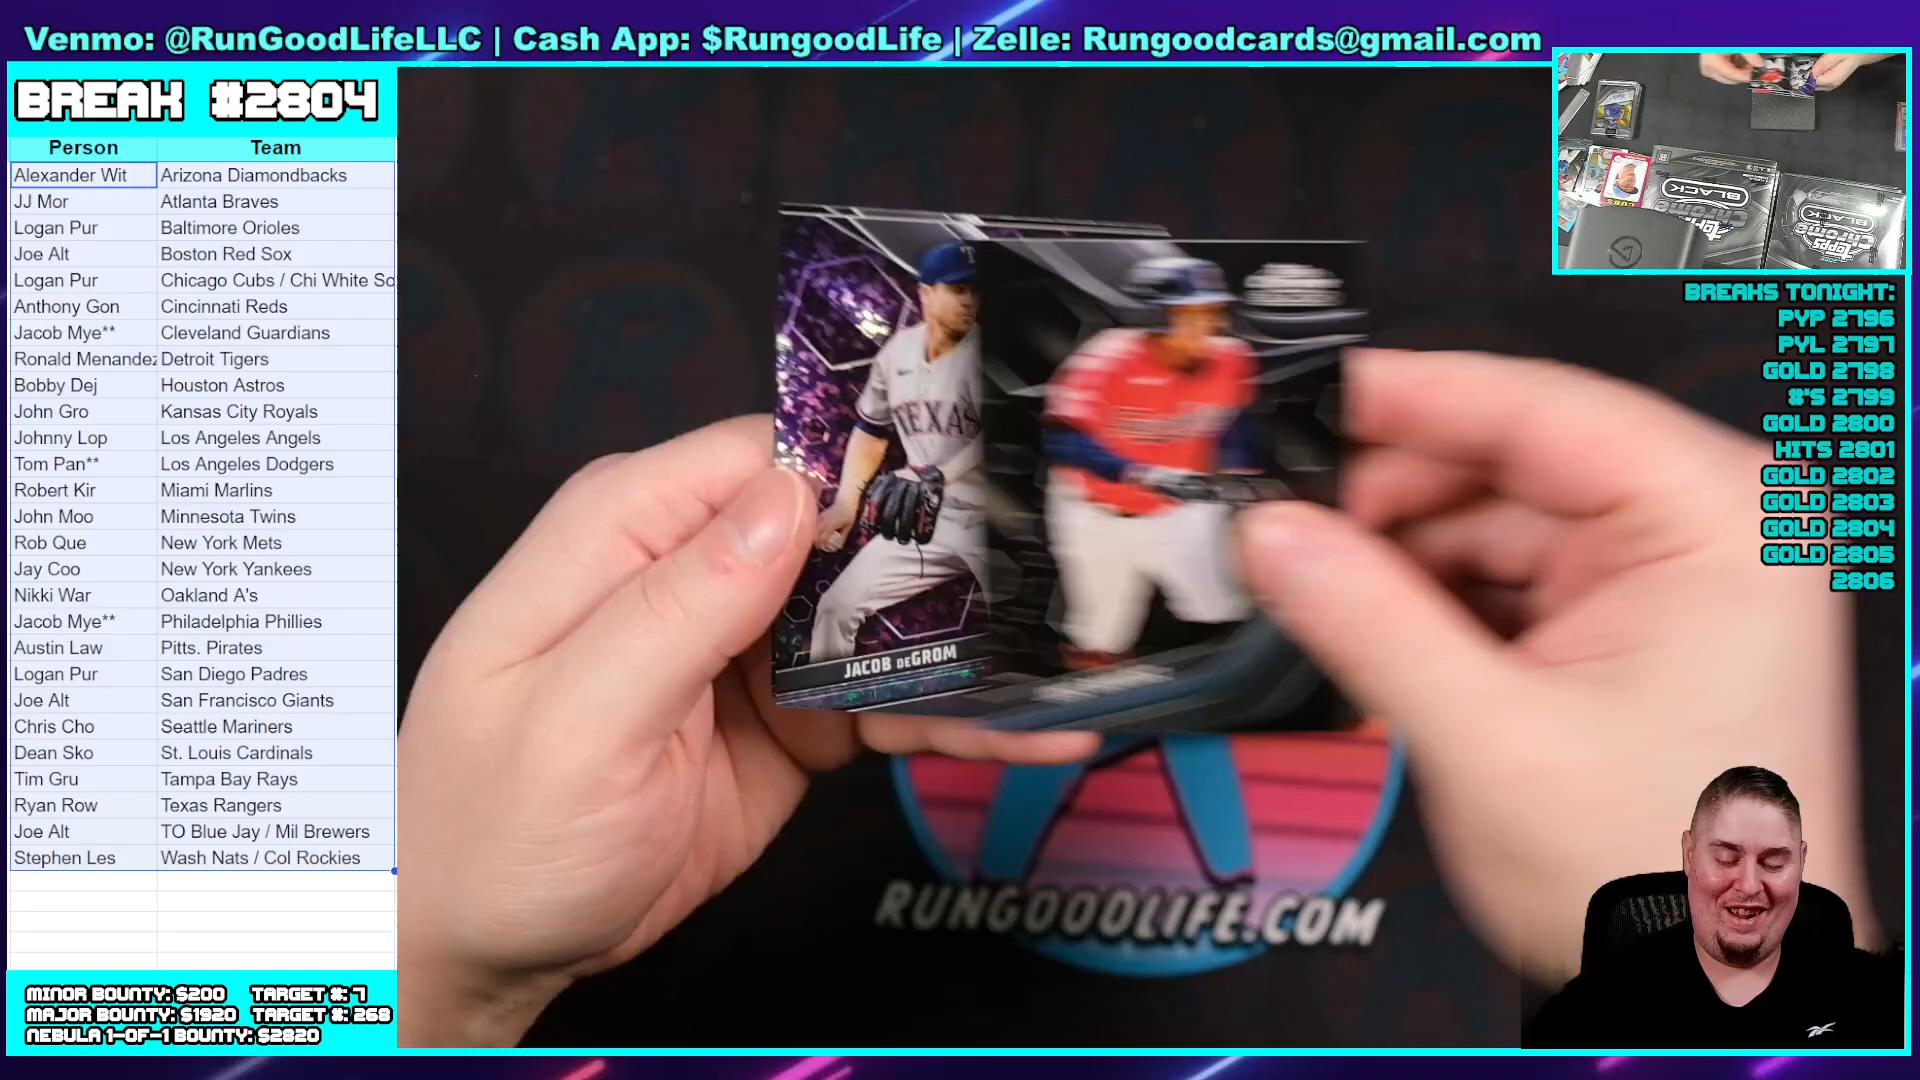 Venmo: @RunGoodLifeLLC | Cash App: $RungoodLife | Zelle: Rungoodcards@gmail.com
BREAK #2804
Person Team
Alexander Wit Arizona Diamondbacks
JJ Mor Atlanta Braves
Logan Pur Baltimore Orioles
Joe Alt Boston Red Sox
Logan Pur Chicago Cubs / Chi White So
Anthony Gon Cincinnati Reds
Jacob Mye** Cleveland Guardians
Ronald Menandez Detroit Tigers
Bobby Dej Houston Astros
John Gro Kansas City Royals
Johnny Lop Los Angeles Angels
Tom Pan** Los Angeles Dodgers
Robert Kir Miami Marlins
John Moo Minnesota Twins
Rob Que New York Mets
Jay Coo New York Yankees
Nikki War Oakland A's
Jacob Mye** Philadelphia Phillies
Austin Law Pitts. Pirates
Logan Pur San Diego Padres
Joe Alt San Francisco Giants
Chris Cho Seattle Mariners
Dean Sko St. Louis Cardinals
Tim Gru Tampa Bay Rays
Ryan Row Texas Rangers
Joe Alt TO Blue Jay / Mil Brewers
Stephen Les Wash Nats / Col Rockies
MINOR BOUNTY: $200 TARGET #: 7
MAJOR BOUNTY: $1920 TARGET #: 268
NEBULA 1-OF-1 BOUNTY: $2820
T
TEXAS
JACOB DEGROM
RUNGOODLIFE.COM
CUBS
Topps Chrome BLACK
Topps Chrome BLACK
BREAKS TONIGHT:
PYP 2796
PYL 2797
GOLD 2798
#'S 2799
GOLD 2800
HITS 2801
GOLD 2802
GOLD 2803
GOLD 2804
GOLD 2805
2806